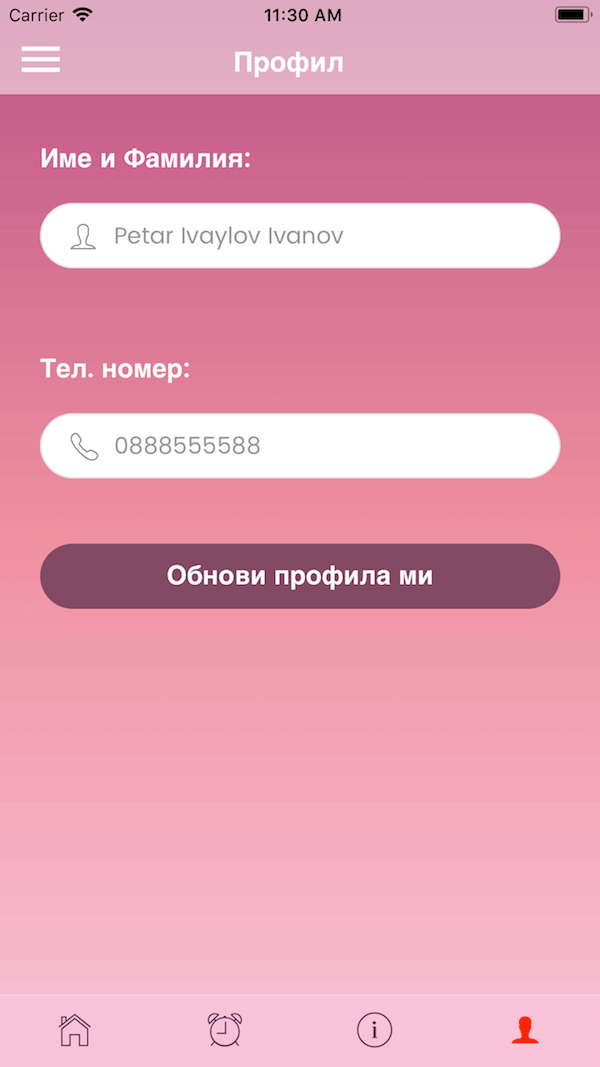 Carrier 11:30 AM
Профил
Име и Фамилия:
Petar Ivaylov Ivanov
Тел. номер:
0888555588
Обнови профила ми